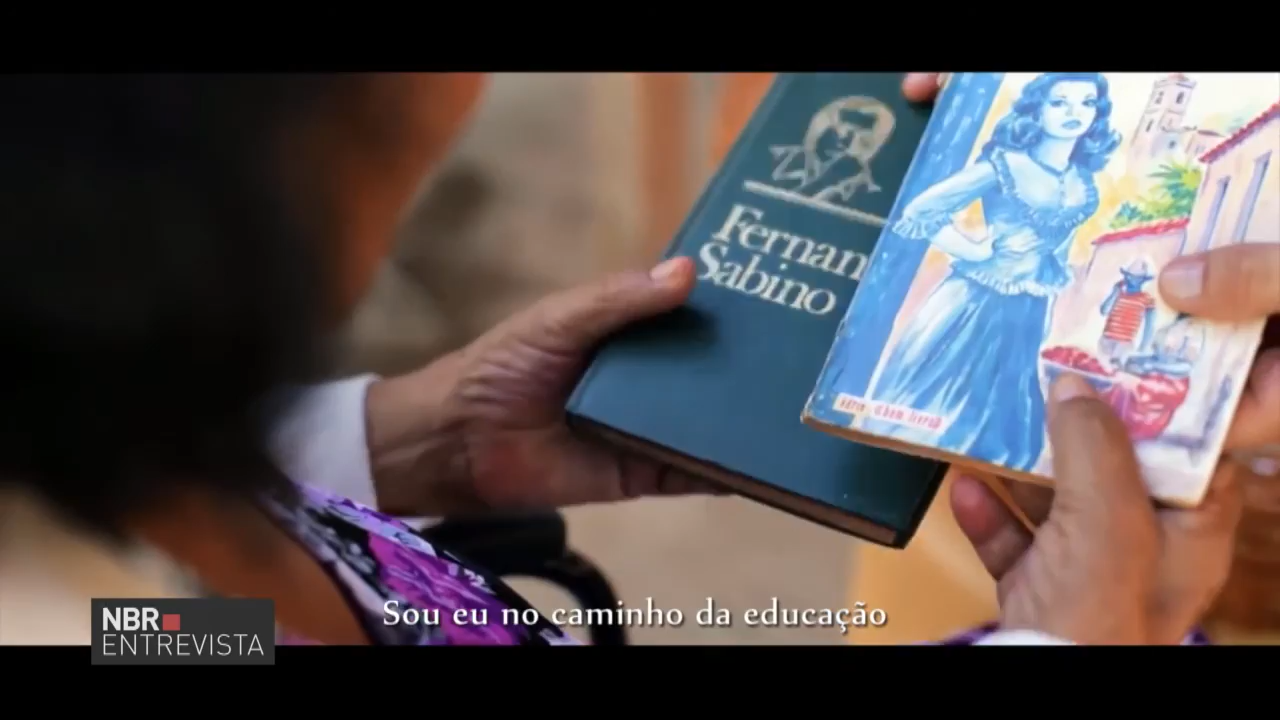 Fernan
Sabino
Sou eu no caminho da educação
NBR
ENTREVISTA